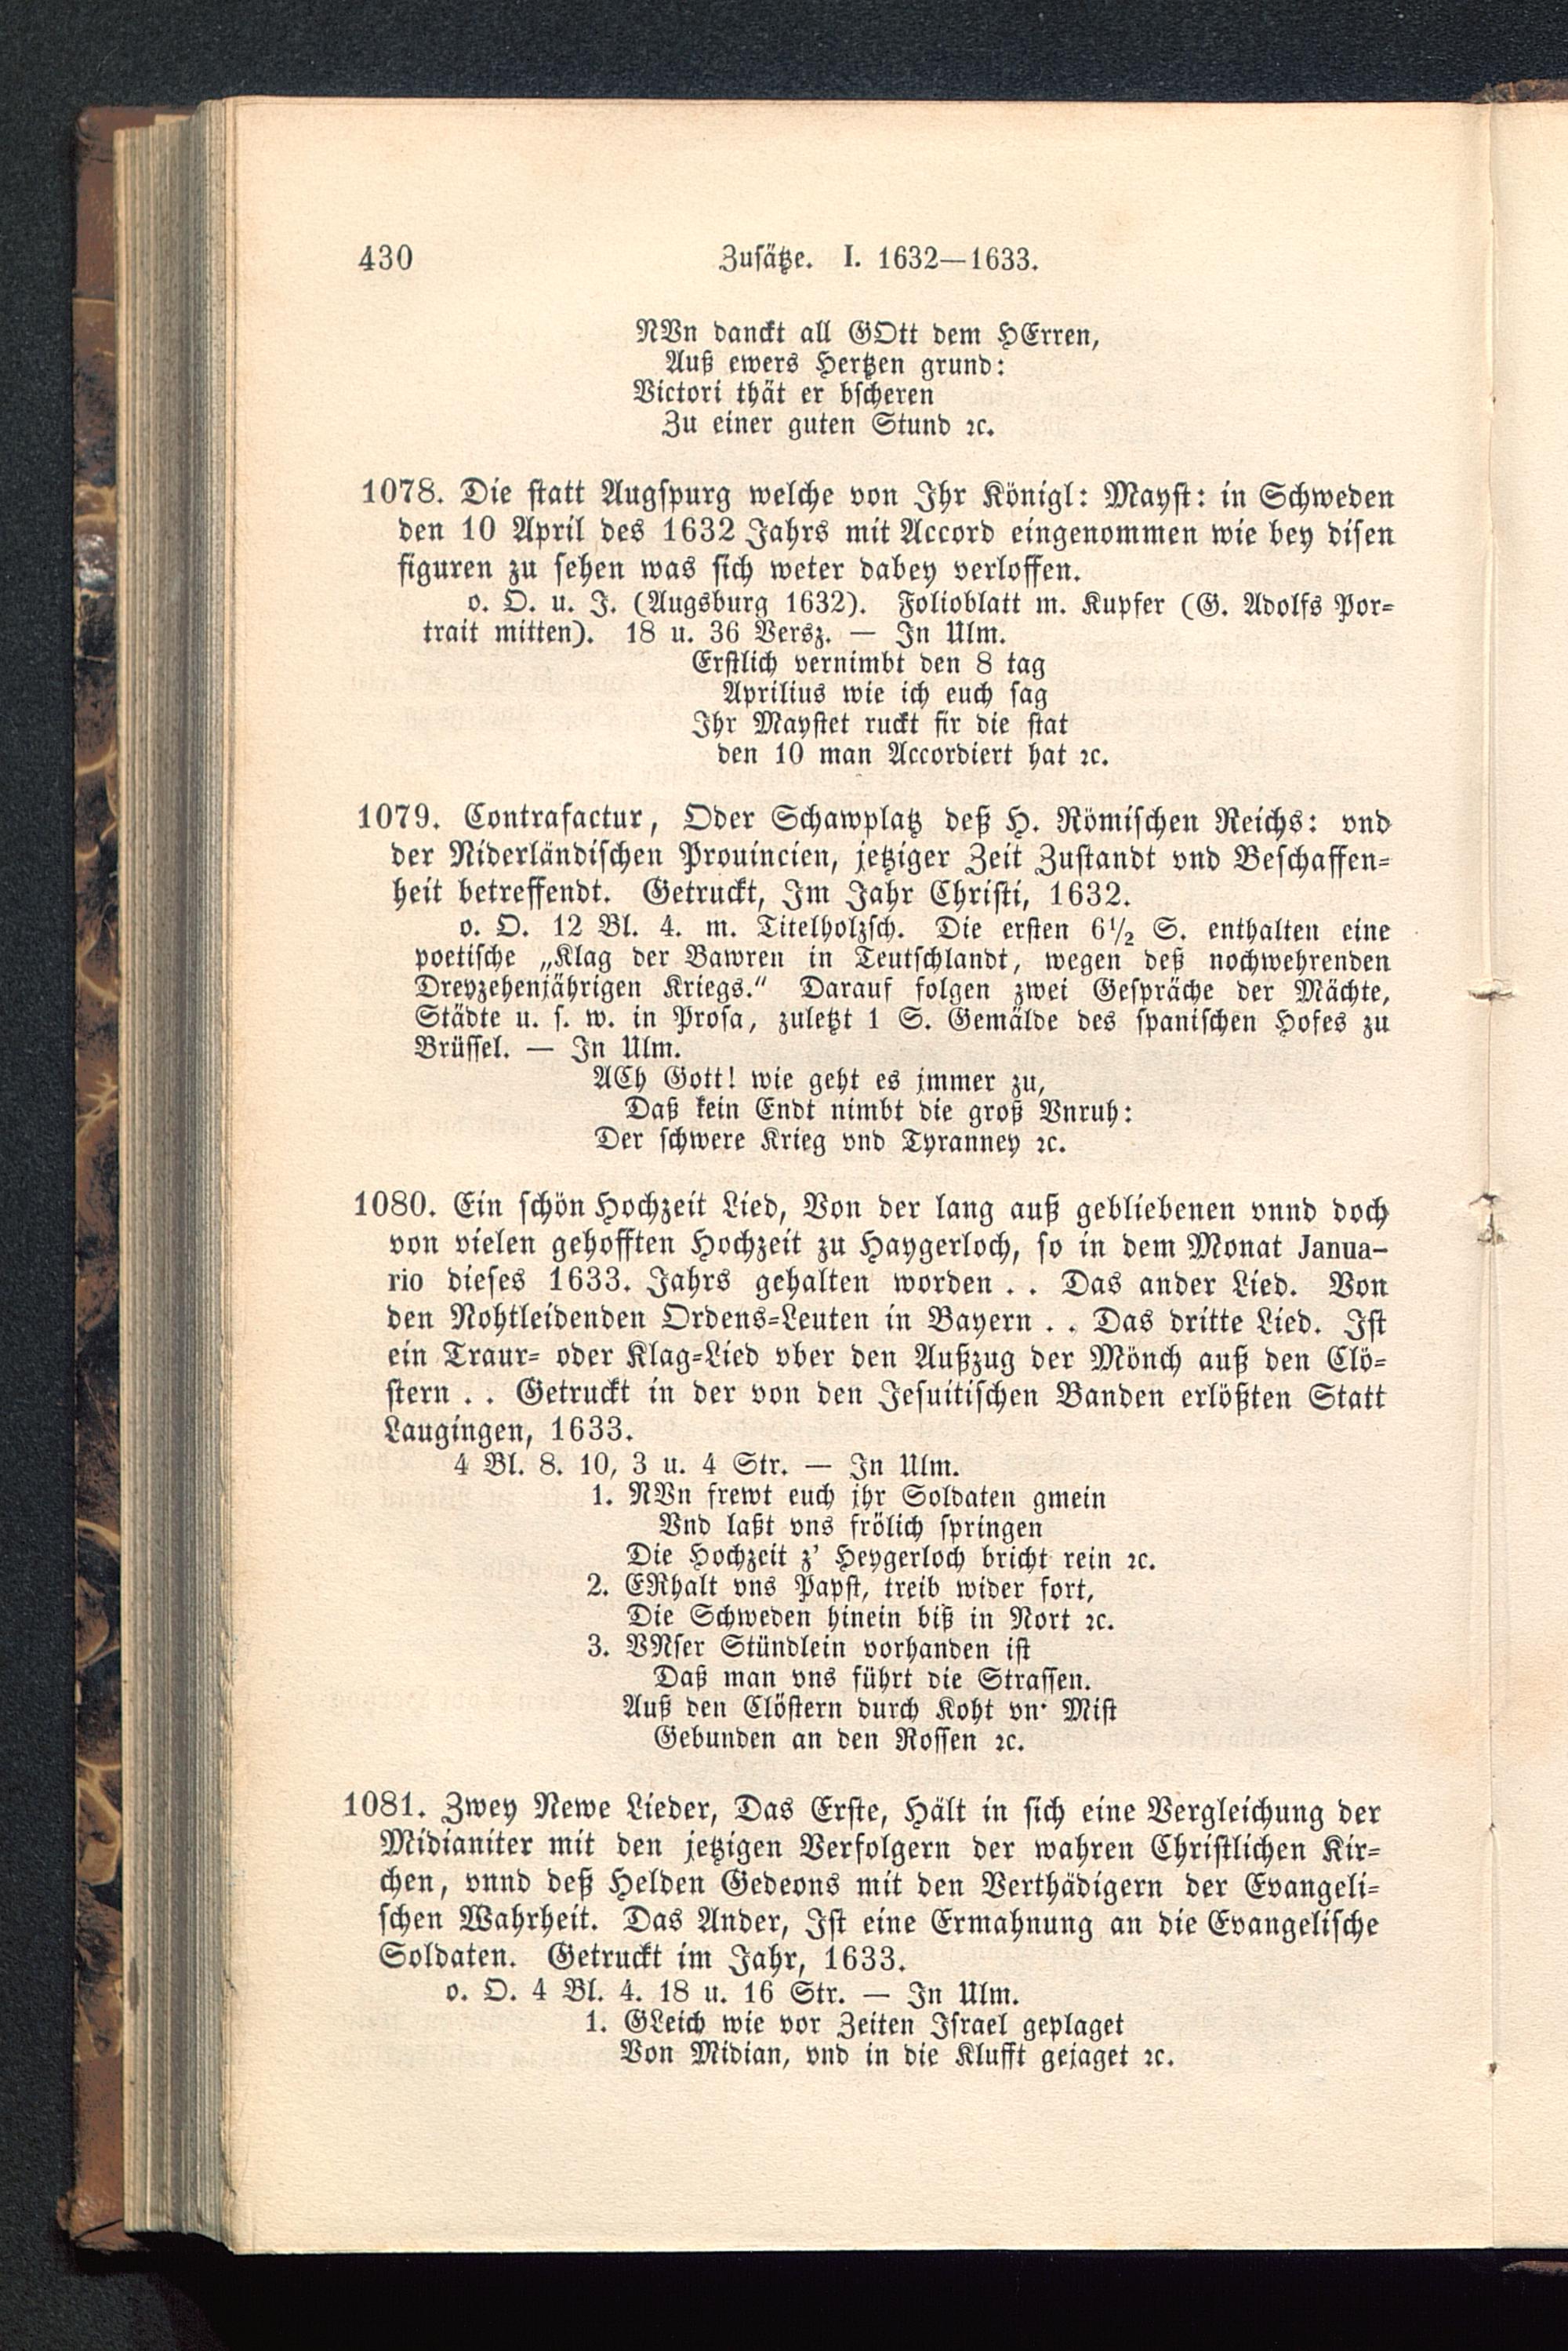 430 Zusätze. I. 1632—1633.
NVn danckt all GOtt dem HErren,
Auß ewers Hertzen grund:
Victori thät er bscheren
Zu einer guten Stund ꝛc.
1078. Die statt Augspurg welche von Ihr Königl: Mayst: in Schweden
den 10 April des 1632 Jahrs mit Accord eingenommen wie bey disen
figuren zu sehen was sich weter dabey verloffen.
o. O. u. J. (Augsburg 1632). Folioblatt m. Kupfer (G. Adolfs Por-
trait mitten). 18 u. 36 Versz. — In Ulm.
Erstlich vernimbt den 8 tag
Aprilius wie ich euch sag
Ihr Maystet ruckt fir die stat
den 10 man Accordiert hat ꝛc.
1079. Contrafactur, Oder Schawplatz deß H. Römischen Reichs: vnd
der Niderländischen Prouincien, jetziger Zeit Zustandt vnd Beschaffen-
heit betreffendt. Getruckt, Im Jahr Christi, 1632.
o. O. 12 Bl. 4. m. Titelholzsch. Die ersten 6½ S. enthalten eine
poetische „Klag der Bawren in Teutschlandt, wegen deß nochwehrenden
Dreyzehenjährigen Kriegs.“ Darauf folgen zwei Gespräche der Mächte,
Städte u. s. w. in Prosa, zuletzt 1 S. Gemälde des spanischen Hofes zu
Brüssel. — In Ulm.
ACh Gott! wie geht es jmmer zu,
Daß kein Endt nimbt die groß Vnruh:
Der schwere Krieg vnd Tyranney ꝛc.
1080. Ein schön Hochzeit Lied, Von der lang auß gebliebenen vnnd doch
von vielen gehofften Hochzeit zu Haygerloch, so in dem Monat Janua-
rio dieses 1633. Jahrs gehalten worden . . Das ander Lied. Von
den Nohtleidenden Ordens-Leuten in Bayern . . Das dritte Lied. Ist
ein Traur- oder Klag-Lied vber den Außzug der Mönch auß den Clö-
stern . . Getruckt in der von den Jesuitischen Banden erlößten Statt
Laugingen, 1633.
4 Bl. 8. 10, 3 u. 4 Str. — In Ulm.
1. NVn frewt euch jhr Soldaten gmein
Vnd laßt vns frölich springen
Die Hochzeit z' Heygerloch bricht rein ꝛc.
2. ERhalt vns Papst, treib wider fort,
Die Schweden hinein biß in Nort ꝛc.
3. VNser Stündlein vorhanden ist
Daß man vns führt die Strassen.
Auß den Clöstern durch Koht vn· Mist
Gebunden an den Rossen ꝛc.
1081. Zwey Newe Lieder, Das Erste, Hält in sich eine Vergleichung der
Midianiter mit den jetzigen Verfolgern der wahren Christlichen Kir-
chen, vnnd deß Helden Gedeons mit den Verthädigern der Evangeli-
schen Wahrheit. Das Ander, Ist eine Ermahnung an die Evangelische
Soldaten. Getruckt im Jahr, 1633.
o. O. 4 Bl. 4. 18 u. 16 Str. — In Ulm.
1. GLeich wie vor Zeiten Israel geplaget
Von Midian, vnd in die Klufft gejaget ꝛc.